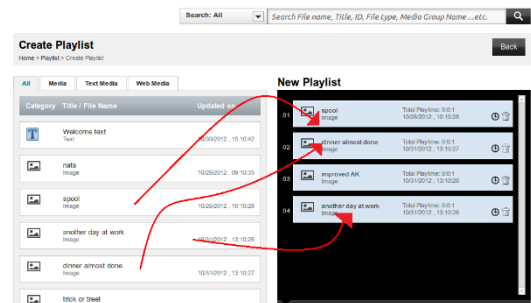 Search: All
Search File name, Title, ID, File type, Media Group Name ...etc.
Create Playlist
Home > Playlist > Create Playlist
Back
All Media Text Media Web Media
Category Title / File Name Updated on
Welcome text
Text
10/30/2012 , 15:10:42
nats
Image
10/26/2012 , 09:10:35
spool
Image
10/26/2012 , 10:10:28
another day at work
Image
10/31/2012 , 13:10:26
dinner almost done
Image
10/31/2012 , 13:10:27
trick or treet
New Playlist
01
spool
Image
Total Playtime: 0:0:1
10/26/2012 , 10:10:28
02
dinner almost done
Image
Total Playtime: 0:0:1
10/31/2012 , 13:10:27
03
improved AK
Image
Total Playtime: 0:0:1
10/31/2012 , 13:10:28
04
another day at work
Image
Total Playtime: 0:0:1
10/31/2012 , 13:10:26